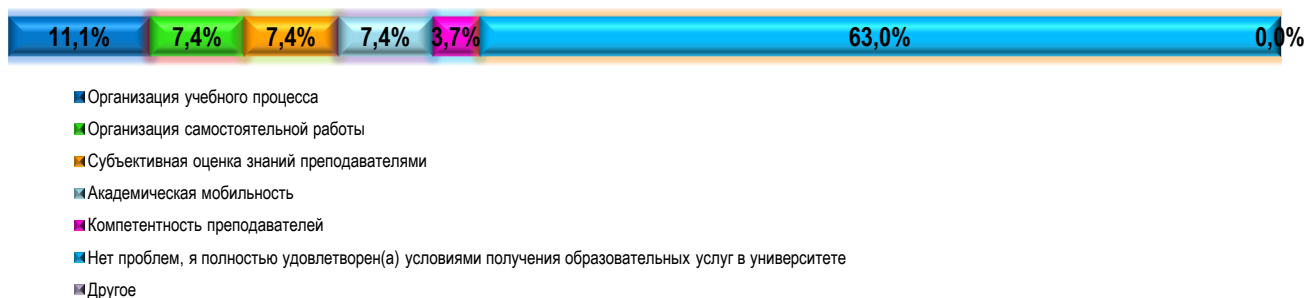 11,1% 7,4% 7,4% 7,4% 3,7% 63,0% 0,0%
Организация учебного процесса
Организация самостоятельной работы
Субъективная оценка знаний преподавателями
Академическая мобильность
Компетентность преподавателей
Нет проблем, я полностью удовлетворен(а) условиями получения образовательных услуг в университете
Другое